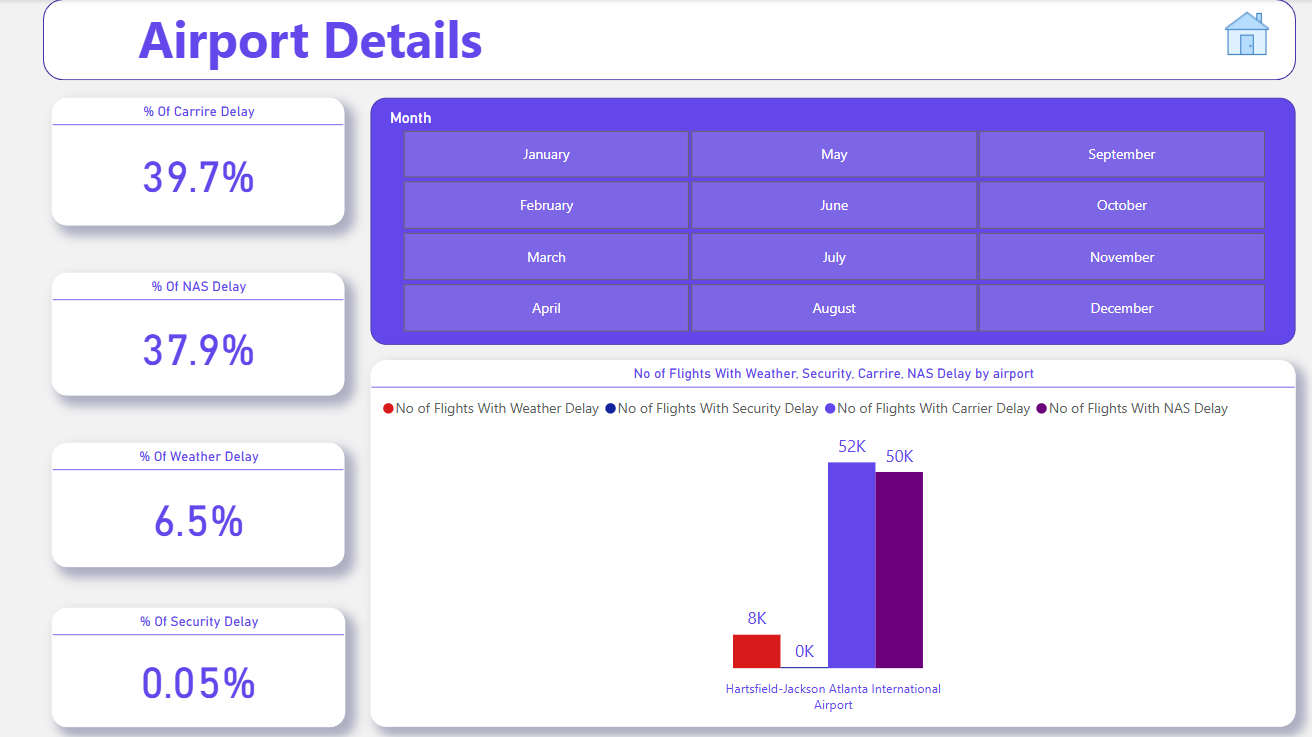 Airport Details
% Of Carrire Delay
39.7%
% Of NAS Delay
37.9%
% Of Weather Delay
6.5%
% Of Security Delay
0.05%
Month
January
May
September
February
June
October
March
July
November
April
August
December
No of Flights With Weather, Security, Carrire, NAS Delay by airport
No of Flights With Weather Delay No of Flights With Security Delay No of Flights With Carrier Delay No of Flights With NAS Delay
8K
0K
52K
50K
Hartsfield-Jackson Atlanta International
Airport